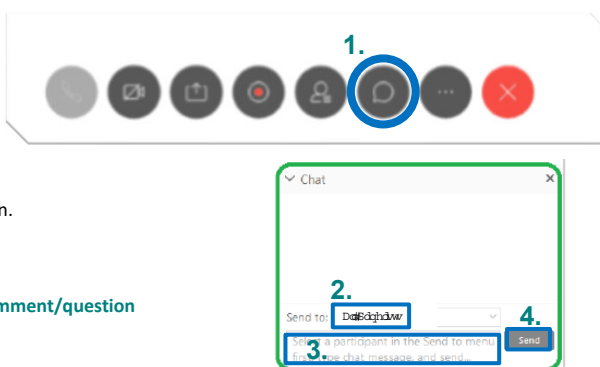 1.
Chat
n.
2.
mment/question
Send to:
4.
Select a participant in the Send to menu
Send
3.
first, type chat message, and send...